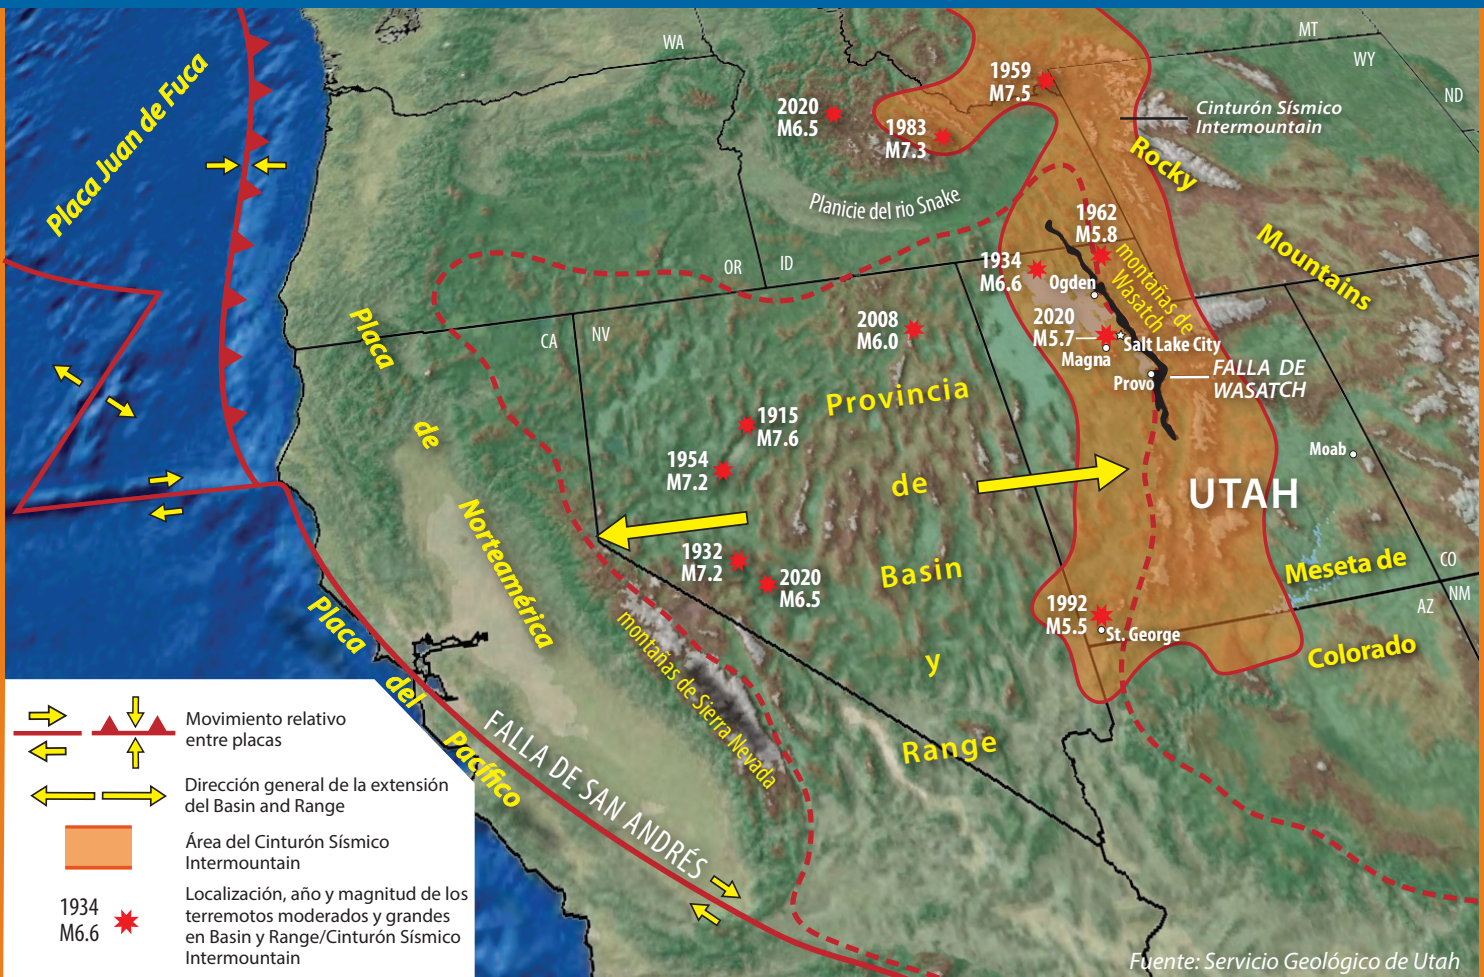 WA
MT
WY
ND
Placa Juan de Fuca
1959
M7.5
2020
M6.5
1983
M7.3
Cinturón Sísmico
Intermountain
Rocky
Mountains
Planicie del rio Snake
1962
M5.8
OR
ID
1934
M6.6
montañas de
Wasatch
Ogden
2020
M5.7
Salt Lake City
Magna
Provo
FALLA DE
WASATCH
2008
M6.0
CA
NV
Placa
de
Norteamérica
Provincia
de
Basin
y
Range
1915
M7.6
1954
M7.2
Moab
UTAH
1932
M7.2
2020
M6.5
Meseta de
Colorado
CO
NM
AZ
1992
M5.5
St. George
montañas de Sierra Nevada
Placa
del
Pacífico
FALLA DE SAN ANDRÉS
Movimiento relativo
entre placas
Dirección general de la extensión
del Basin and Range
Área del Cinturón Sísmico
Intermountain
1934
M6.6
Localización, año y magnitud de los
terremotos moderados y grandes
en Basin y Range/Cinturón Sísmico
Intermountain
Fuente: Servicio Geológico de Utah